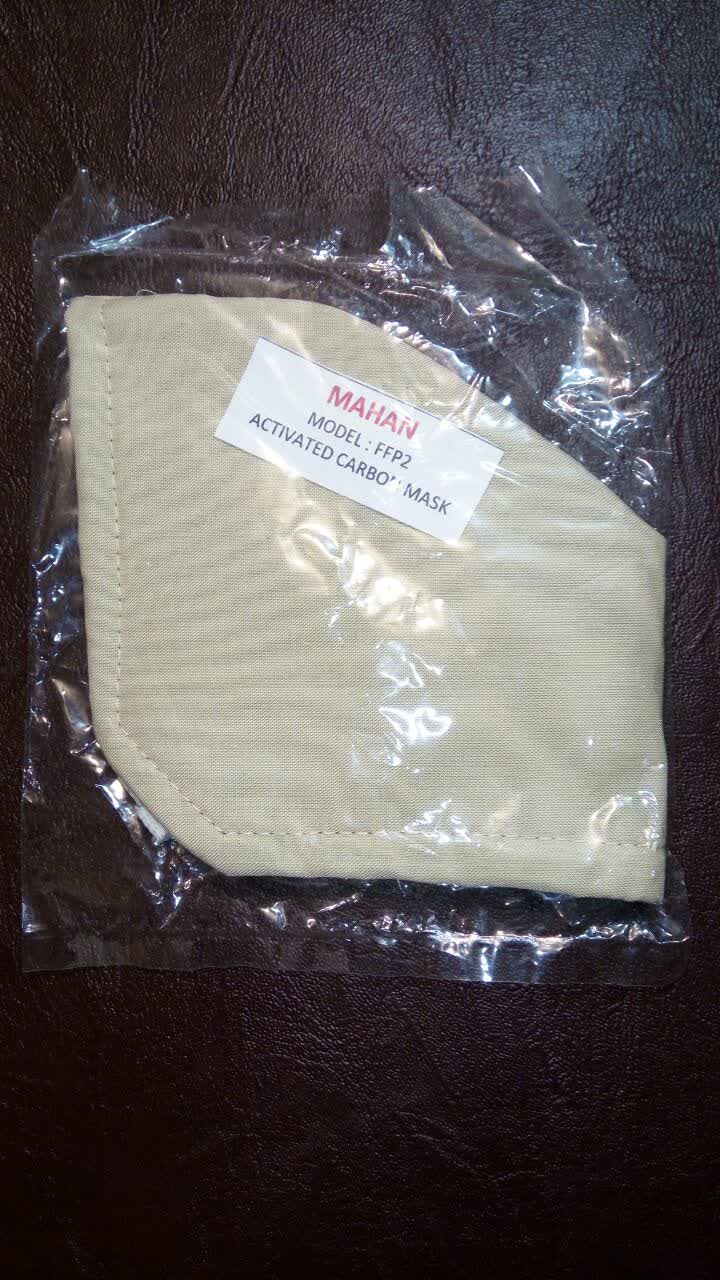 MAHAN
MODEL : FFP2
ACTIVATED CARBON MASK